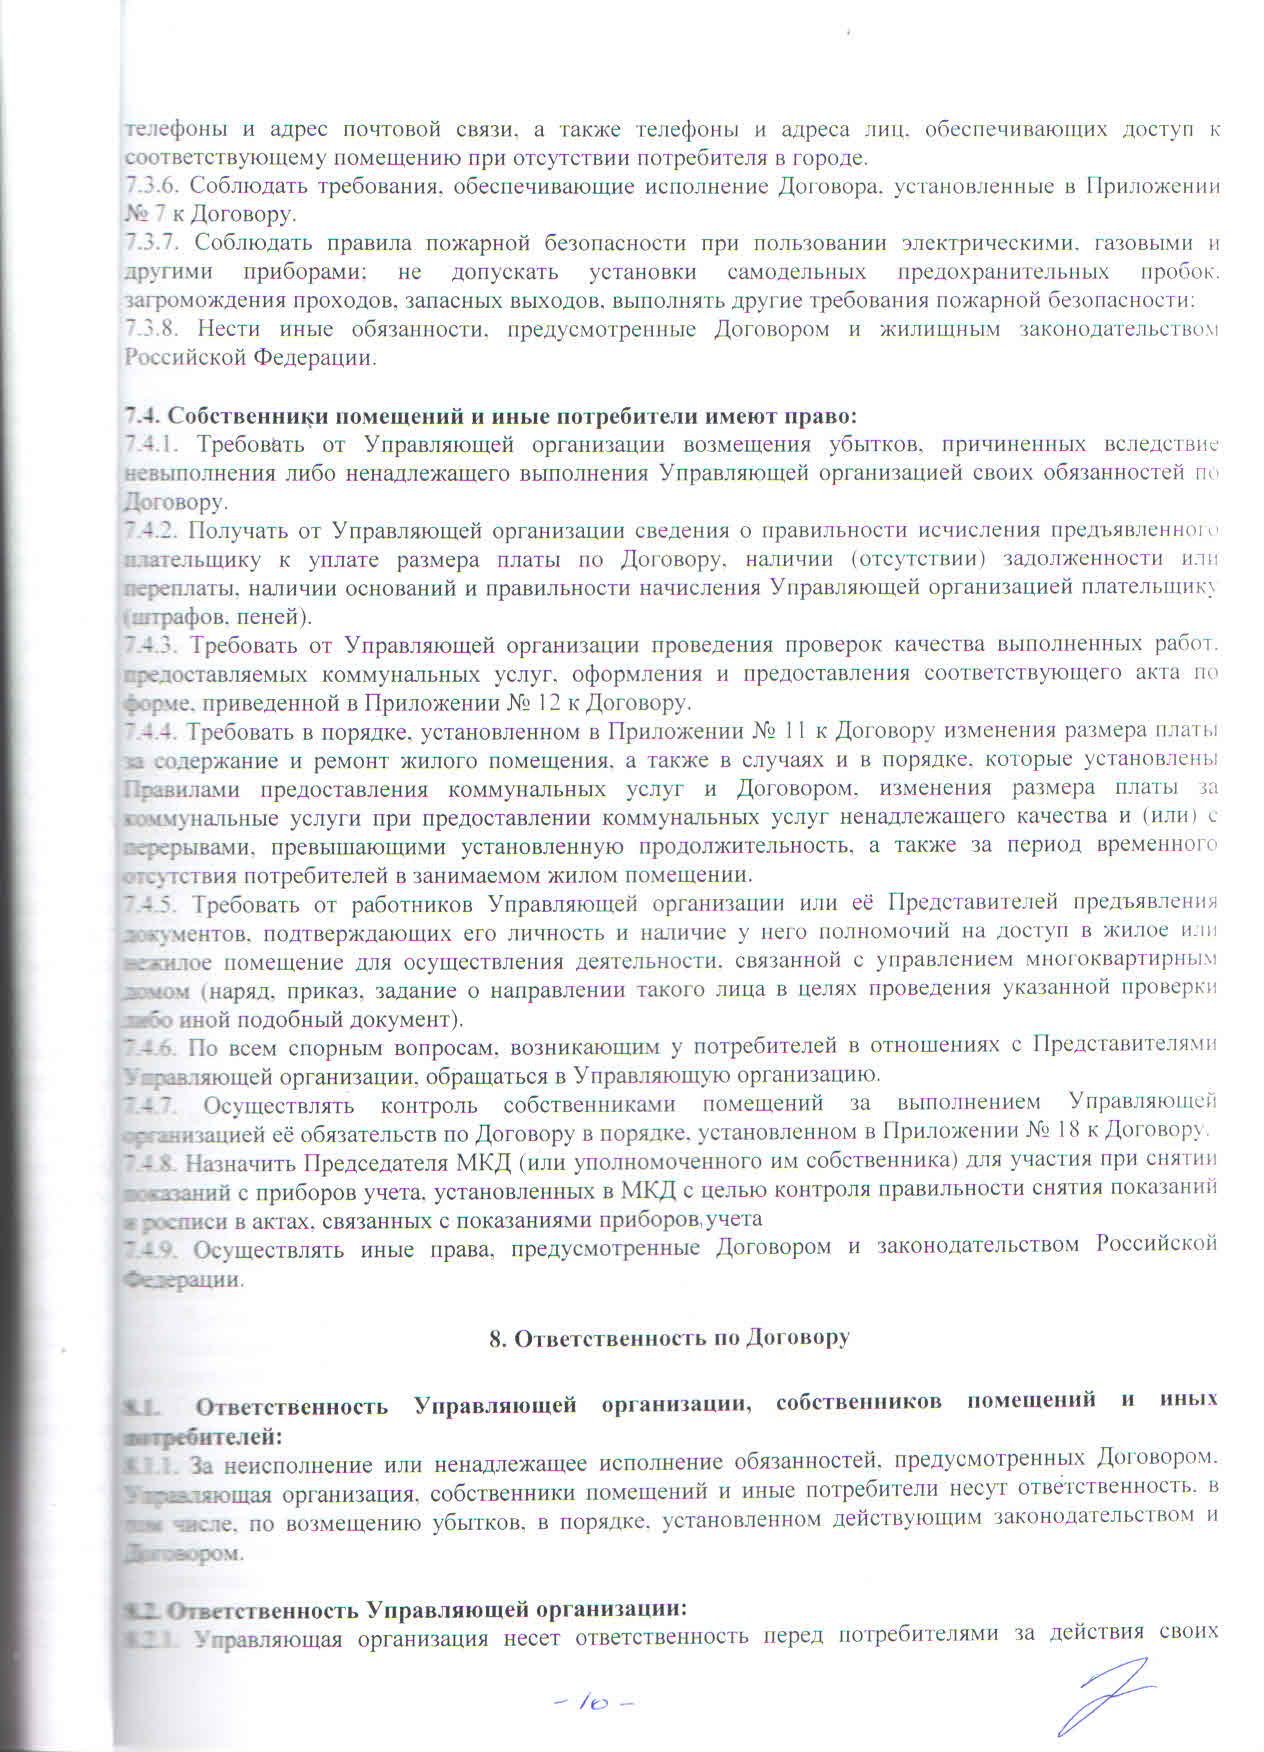 телефоны и адрес почтовой связи, а также телефоны и адреса лиц, обеспечивающих доступ к
соответствующему помещению при отсутствии потребителя в городе.
7.3.6. Соблюдать требования, обеспечивающие исполнение Договора, установленные в Приложении
№ 7 к Договору.
7.3.7. Соблюдать правила пожарной безопасности при пользовании электрическими, газовыми и
другими приборами; не допускать установки самодельных предохранительных пробок,
загромождения проходов, запасных выходов, выполнять другие требования пожарной безопасности;
7.3.8. Нести иные обязанности, предусмотренные Договором и жилищным законодательством
Российской Федерации.
7.4. Собственники помещений и иные потребители имеют право:
7.4.1. Требовать от Управляющей организации возмещения убытков, причиненных вследствие
невыполнения либо ненадлежащего выполнения Управляющей организацией своих обязанностей по
Договору.
7.4.2. Получать от Управляющей организации сведения о правильности исчисления предъявленного
плательщику к уплате размера платы по Договору, наличии (отсутствии) задолженности или
переплаты, наличии оснований и правильности начисления Управляющей организацией плательщику
(штрафов, пеней).
7.4.3. Требовать от Управляющей организации проведения проверок качества выполненных работ,
предоставляемых коммунальных услуг, оформления и предоставления соответствующего акта по
форме, приведенной в Приложении № 12 к Договору.
7.4.4. Требовать в порядке, установленном в Приложении № 11 к Договору изменения размера платы
за содержание и ремонт жилого помещения, а также в случаях и в порядке, которые установлены
Правилами предоставления коммунальных услуг и Договором, изменения размера платы за
коммунальные услуги при предоставлении коммунальных услуг ненадлежащего качества и (или) с
перерывами, превышающими установленную продолжительность, а также за период временного
отсутствия потребителей в занимаемом жилом помещении.
7.4.5. Требовать от работников Управляющей организации или её Представителей предъявления
документов, подтверждающих его личность и наличие у него полномочий на доступ в жилое или
нежилое помещение для осуществления деятельности, связанной с управлением многоквартирным
домом (наряд, приказ, задание о направлении такого лица в целях проведения указанной проверки
либо иной подобный документ).
7.4.6. По всем спорным вопросам, возникающим у потребителей в отношениях с Представителями
Управляющей организации, обращаться в Управляющую организацию.
7.4.7. Осуществлять контроль собственниками помещений за выполнением Управляющей
организацией её обязательств по Договору в порядке, установленном в Приложении № 18 к Договору.
7.4.8. Назначить Председателя МКД (или уполномоченного им собственника) для участия при снятии
показаний с приборов учета, установленных в МКД с целью контроля правильности снятия показаний
и росписи в актах, связанных с показаниями приборов учета
7.4.9. Осуществлять иные права, предусмотренные Договором и законодательством Российской
Федерации.
8. Ответственность по Договору
8.1. Ответственность Управляющей организации, собственников помещений и иных
потребителей:
8.1.1. За неисполнение или ненадлежащее исполнение обязанностей, предусмотренных Договором,
Управляющая организация, собственники помещений и иные потребители несут ответственность, в
том числе, по возмещению убытков, в порядке, установленном действующим законодательством и
Договором.
8.2. Ответственность Управляющей организации:
8.2.1. Управляющая организация несет ответственность перед потребителями за действия своих
- 10 -